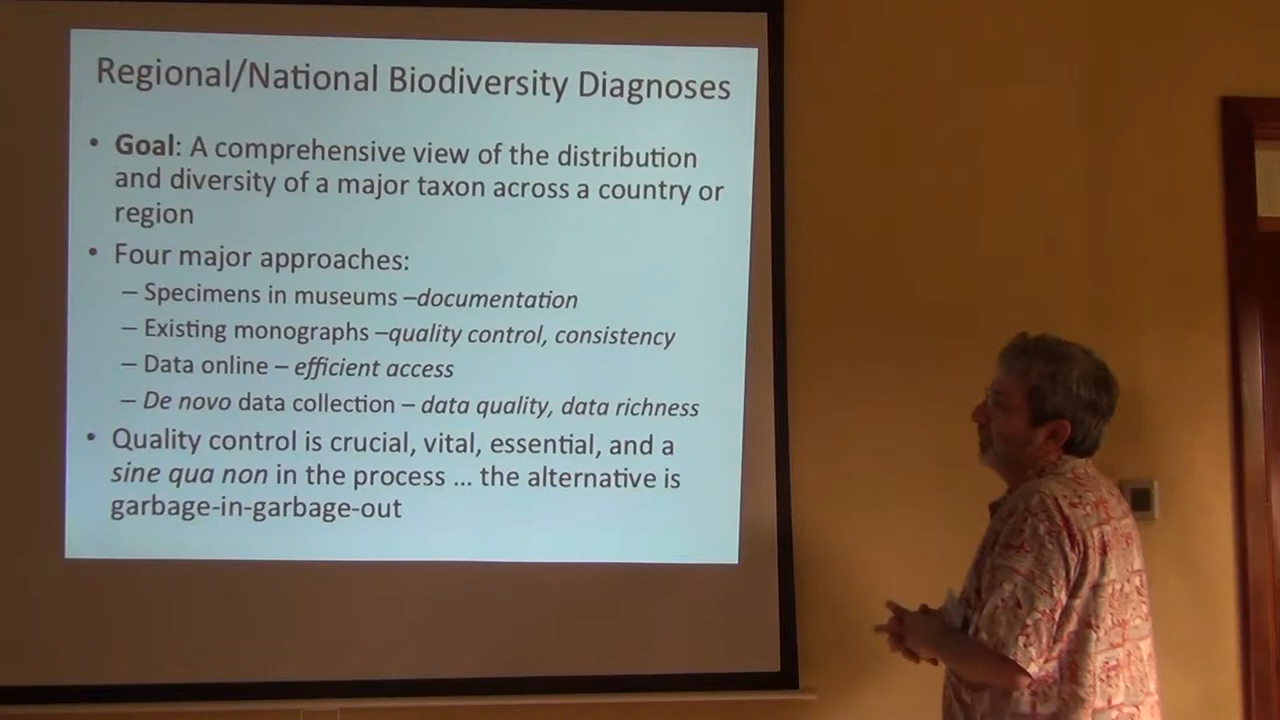 Regional/National Biodiversity Diagnoses
• Goal: A comprehensive view of the distribution
and diversity of a major taxon across a country or
region
• Four major approaches:
– Specimens in museums –documentation
– Existing monographs –quality control, consistency
– Data online – efficient access
– De novo data collection – data quality, data richness
• Quality control is crucial, vital, essential, and a
sine qua non in the process ... the alternative is
garbage-in-garbage-out